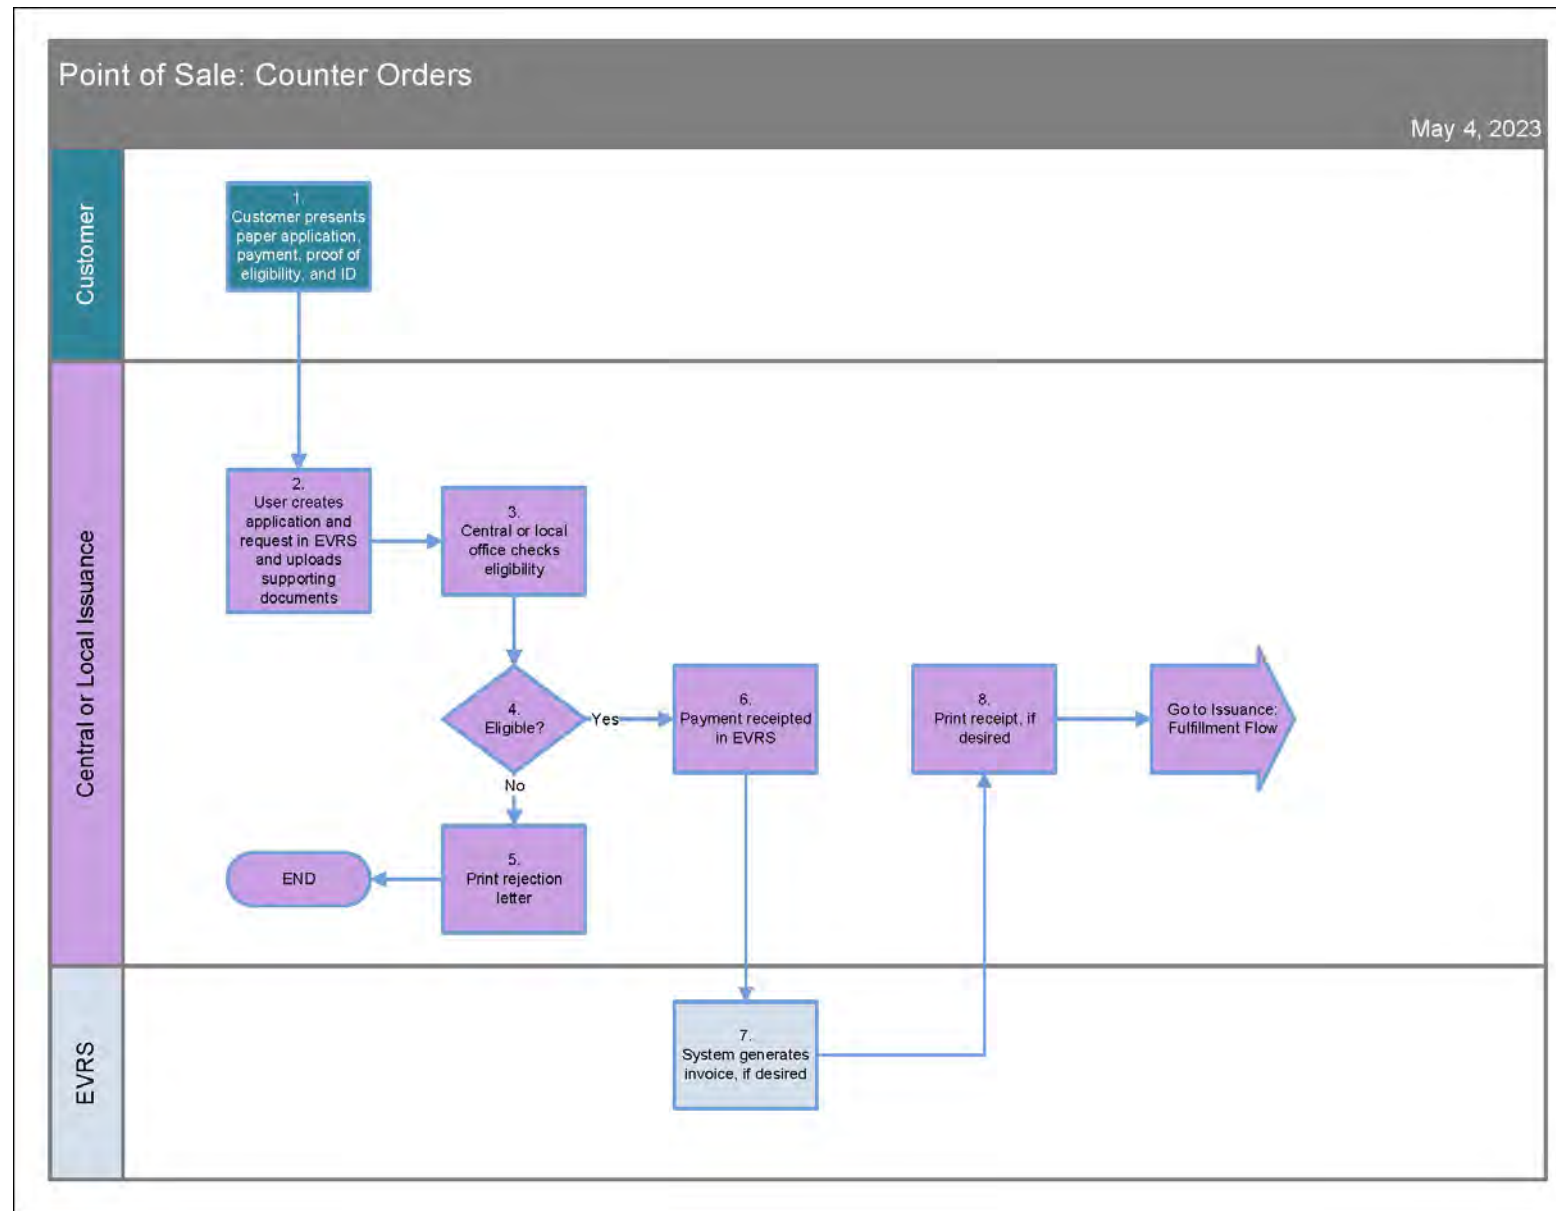 Point of Sale: Counter Orders
May 4, 2023
Customer
1.
Customer presents
paper application,
payment, proof of
eligibility, and ID
Central or Local Issuance
2.
User creates
application and
request in EVRS
and uploads
supporting
documents
3.
Central or local
office checks
eligibility
4.
Eligible?
Yes
No
5.
Print rejection
letter
END
6.
Payment receipted
in EVRS
8.
Print receipt, if
desired
Go to Issuance:
Fulfillment Flow
EVRS
7.
System generates
invoice, if desired